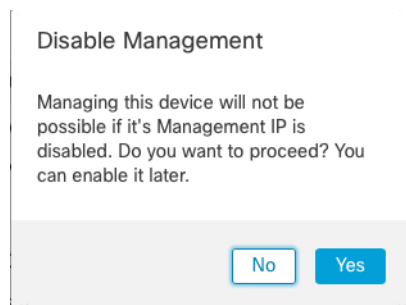 Disable Management
Managing this device will not be
possible if it's Management IP is
disabled. Do you want to proceed? You
can enable it later.
No
Yes